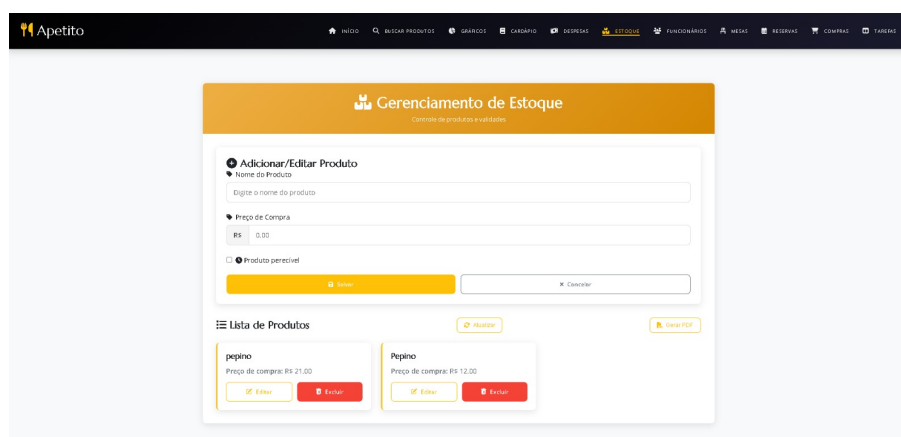 Apetito
INÍCIO BUSCAR PRODUTOS GRÁFICOS CARDÁPIO DESPESAS ESTOQUE FUNCIONÁRIOS MESAS RESERVAS COMPRAS TAREFAS
Gerenciamento de Estoque
Controle de produtos e validades
Adicionar/Editar Produto
Nome do Produto
Digite o nome do produto
Preço de Compra
R$ 0.00
Produto perecível
Salvar Cancelar
Lista de Produtos Atualizar Gerar PDF
pepino Pepino
Preço de compra: R$ 21.00 Preço de compra: R$ 12.00
Editar Excluir Editar Excluir